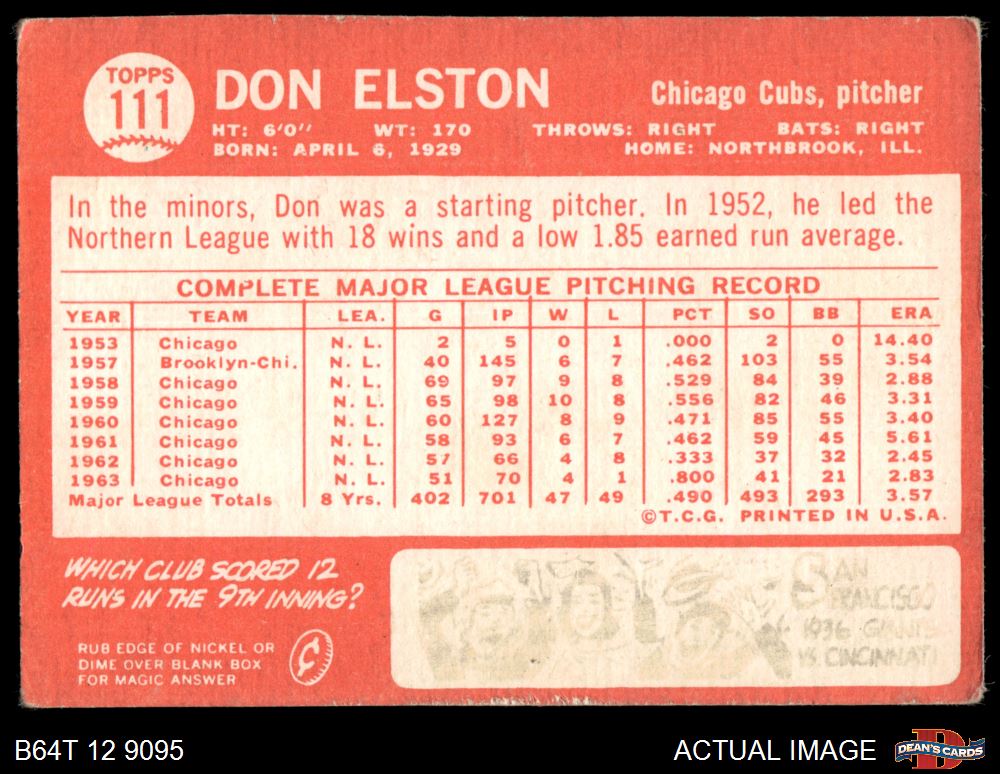 TOPPS
111
DON ELSTON
Chicago Cubs, pitcher
HT: 6'0" WT: 170 THROWS: RIGHT BATS: RIGHT
BORN: APRIL 6, 1929 HOME: NORTHBROOK, ILL.
In the minors, Don was a starting pitcher. In 1952, he led the
Northern League with 18 wins and a low 1.85 earned run average.
COMPLETE MAJOR LEAGUE PITCHING RECORD
YEAR TEAM LEA. G IP W L PCT SO BB ERA
1953 Chicago N. L. 2 5 0 1 .000 2 0 14.40
1957 Brooklyn-Chi. N. L. 40 145 6 7 .462 103 55 3.54
1958 Chicago N. L. 69 97 9 8 .529 84 39 2.88
1959 Chicago N. L. 65 98 10 8 .556 82 46 3.31
1960 Chicago N. L. 60 127 8 9 .471 85 55 3.40
1961 Chicago N. L. 58 93 6 7 .462 59 45 5.61
1962 Chicago N. L. 57 66 4 8 .333 37 32 2.45
1963 Chicago N. L. 51 70 4 1 .800 41 21 2.83
Major League Totals 8 Yrs. 402 701 47 49 .490 493 293 3.57
©T.C.G. PRINTED IN U.S.A.
WHICH CLUB SCORED 12
RUNS IN THE 9TH INNING?
RUB EDGE OF NICKEL OR
DIME OVER BLANK BOX
FOR MAGIC ANSWER
¢
SAN
FRANCISCO
1936 GIANTS
VS. CINCINNATI
B64T 12 9095
ACTUAL IMAGE
D
DEAN'S CARDS